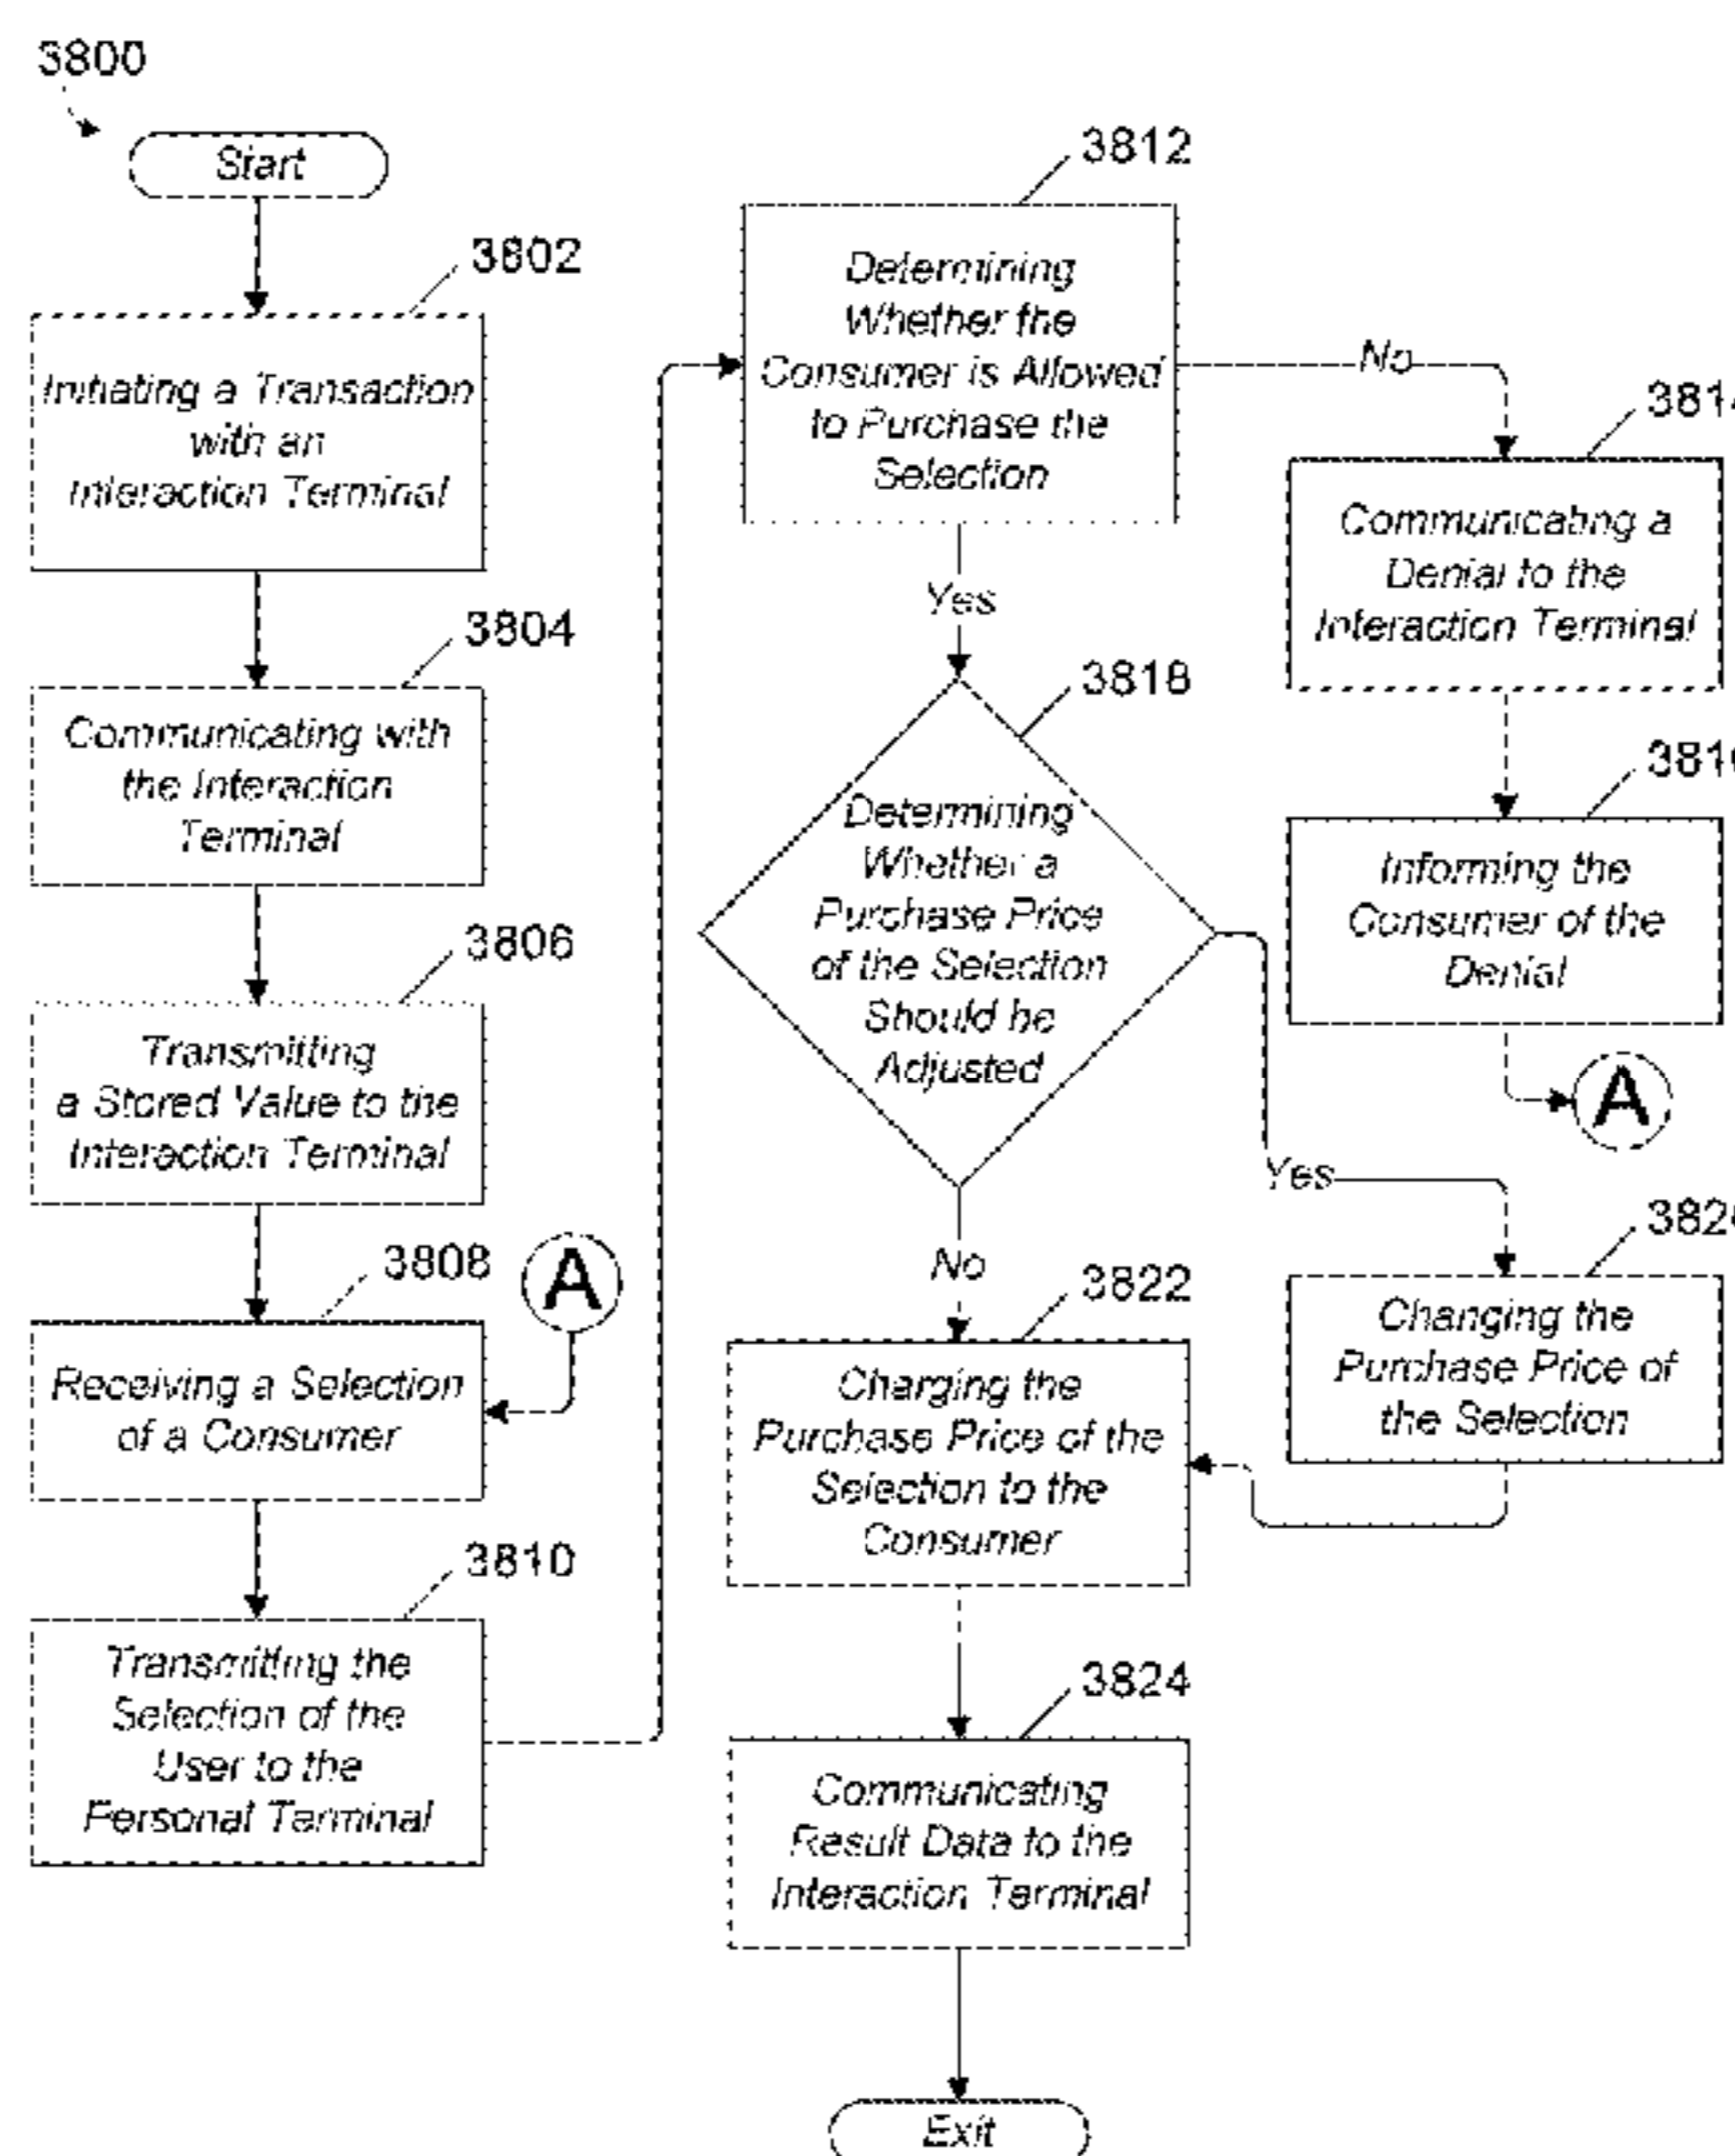 3800
Start
3802
Initiating a Transaction
with an
Interaction Terminal
3804
Communicating with
the Interaction
Terminal
3806
Transmitting
a Stored Value to the
Interaction Terminal
3808
A
Receiving a Selection
of a Consumer
3810
Transmitting the
Selection of the
User to the
Personal Terminal
3812
Determining
Whether the
Consumer is Allowed
to Purchase the
Selection
No
Yes
3814
Communicating a
Denial to the
Interaction Terminal
3816
Informing the
Consumer of the
Denial
A
3818
Determining
Whether a
Purchase Price
of the Selection
Should be
Adjusted
Yes
No
3820
Changing the
Purchase Price of
the Selection
3822
Charging the
Purchase Price of the
Selection to the
Consumer
3824
Communicating
Result Data to the
Interaction Terminal
Exit